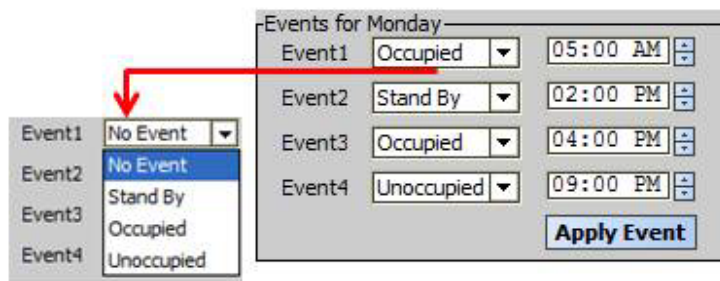 Events for Monday
Event1 Occupied 05:00 AM
Event2 Stand By 02:00 PM
Event3 Occupied 04:00 PM
Event4 Unoccupied 09:00 PM
Apply Event
Event1 No Event
Event2 No Event
Stand By
Event3 Occupied
Event4 Unoccupied